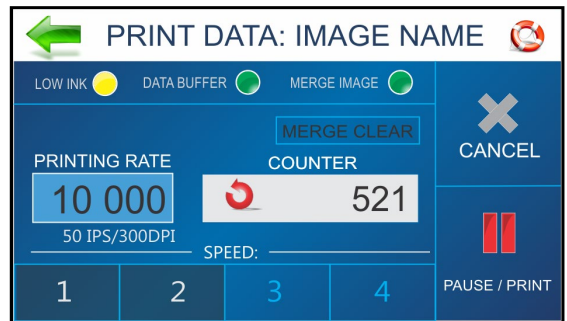 PRINT DATA: IMAGE NAME
LOW INK DATA BUFFER MERGE IMAGE
MERGE CLEAR
CANCEL
PRINTING RATE COUNTER
10 000 521
50 IPS/300DPI
SPEED:
1 2 3 4
PAUSE / PRINT